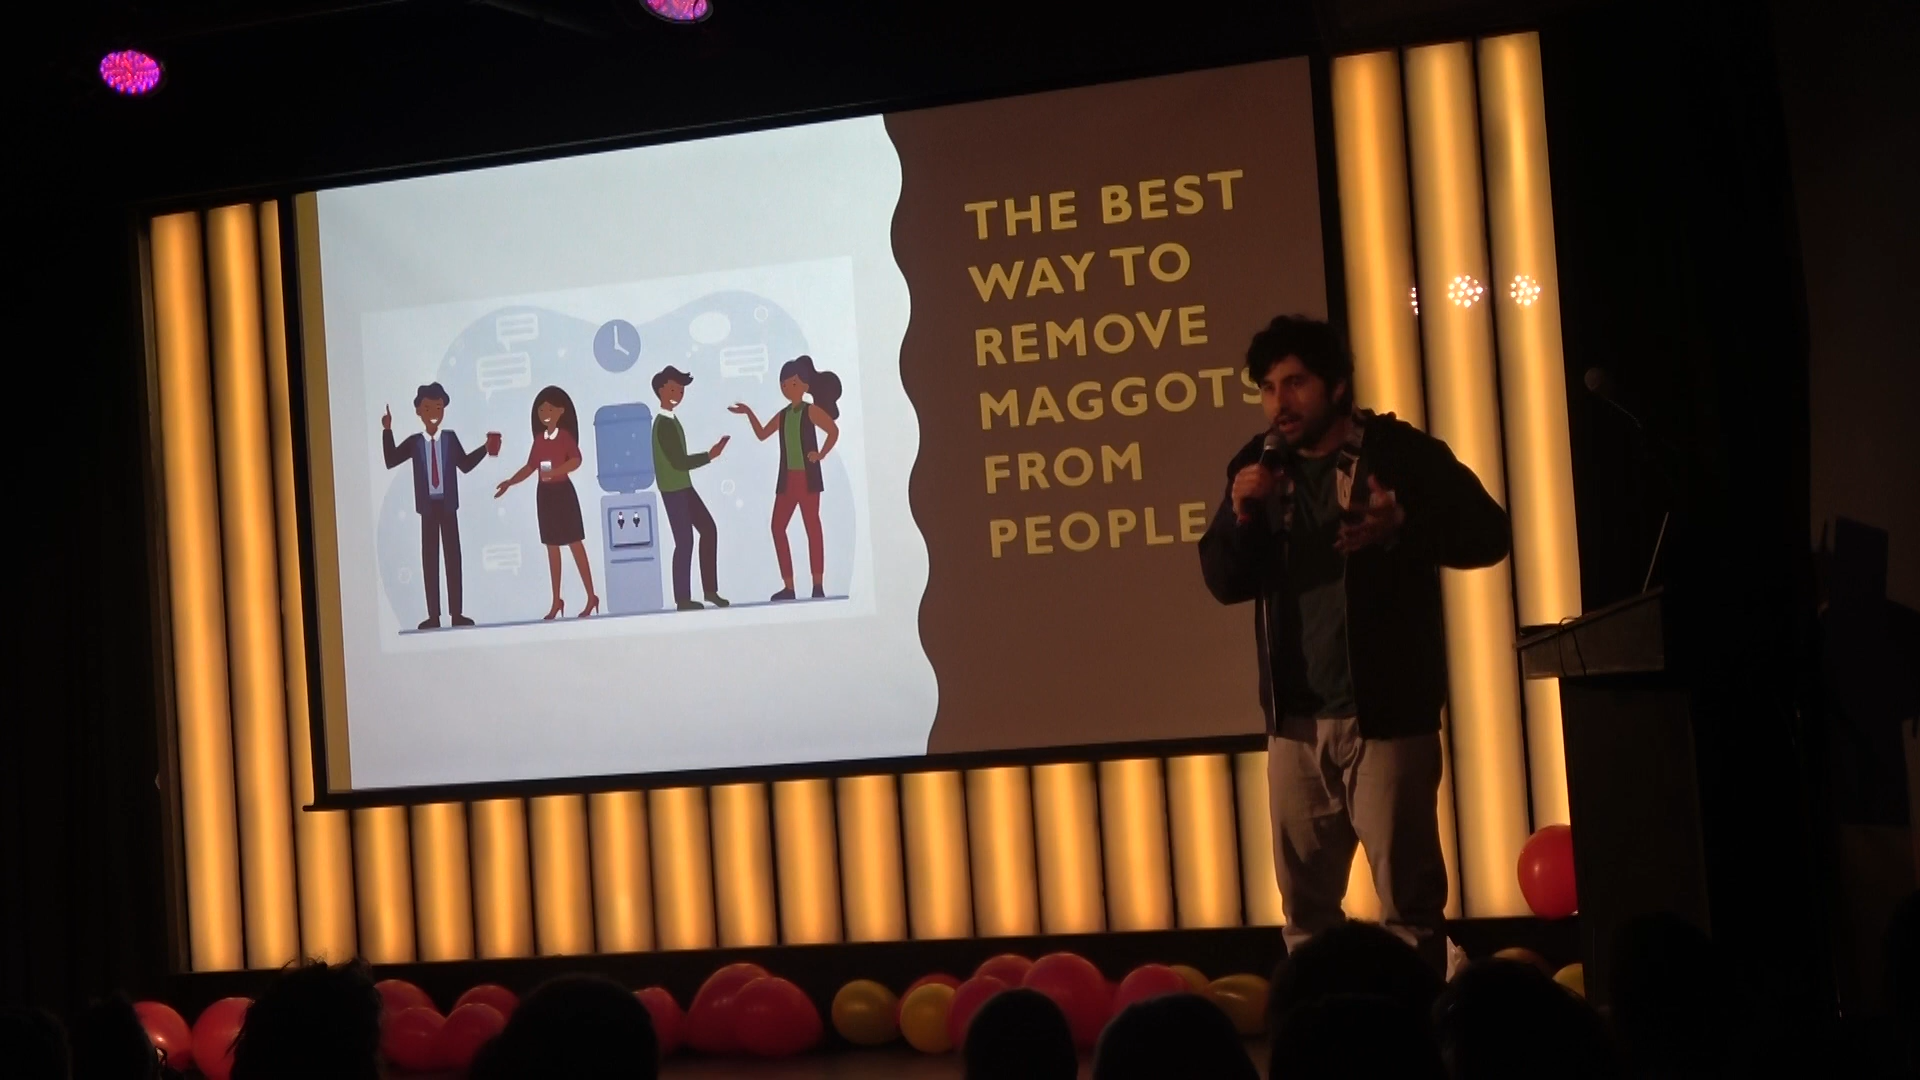 THE BEST
WAY TO
REMOVE
MAGGOTS
FROM
PEOPLE